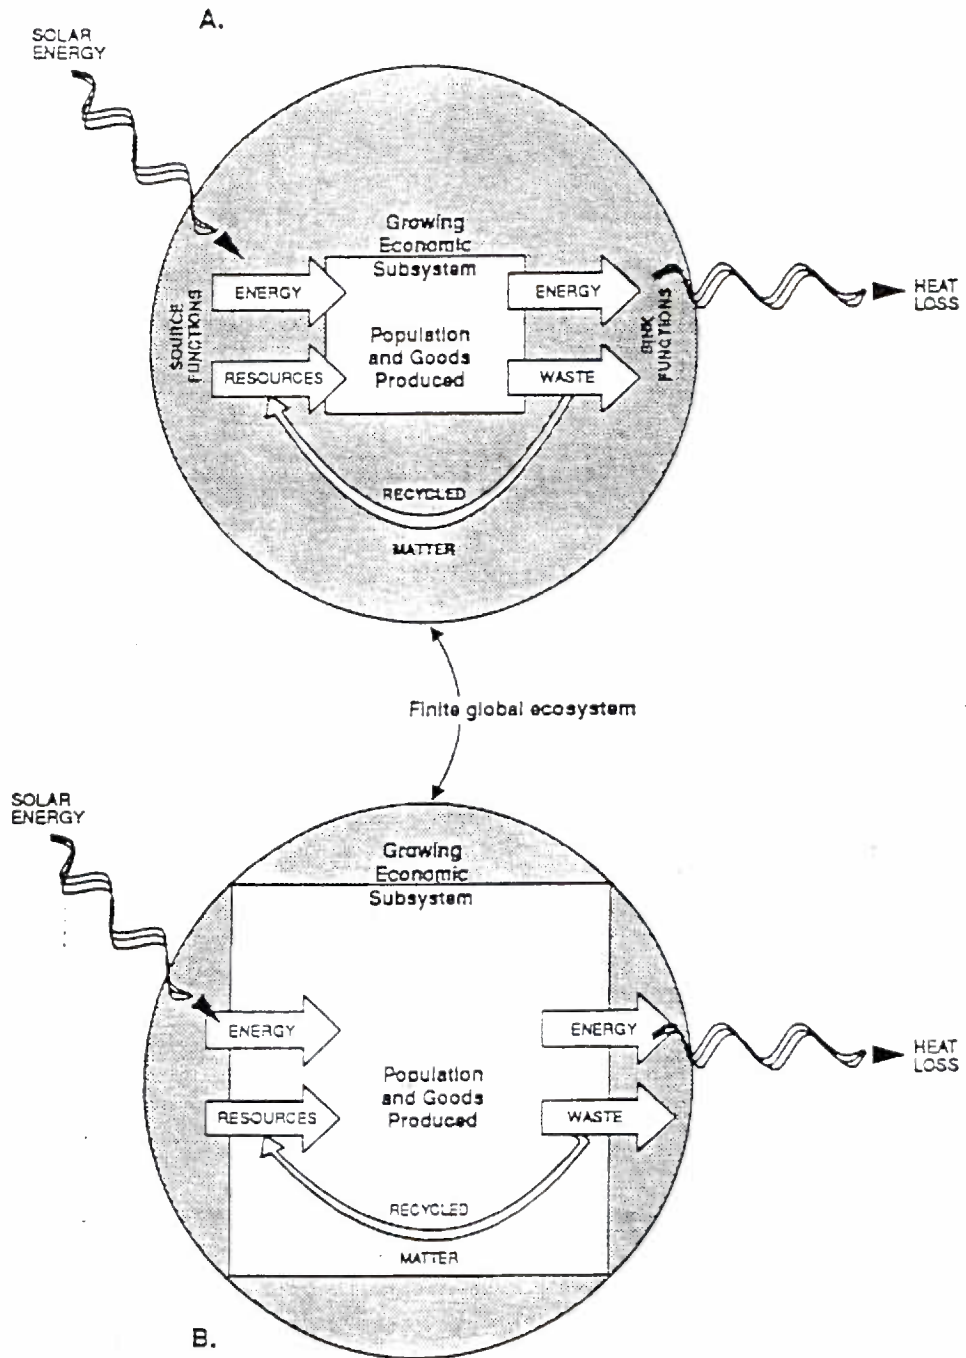 A.
SOLAR
ENERGY
Growing
Economic
Subsystem
SOURCE
FUNCTIONS
ENERGY
ENERGY
SINK
FUNCTIONS
HEAT
LOSS
Population
and Goods
Produced
RESOURCES
WASTE
RECYCLED
MATTER
Finite global ecosystem
SOLAR
ENERGY
Growing
Economic
Subsystem
ENERGY
ENERGY
HEAT
LOSS
Population
and Goods
Produced
RESOURCES
WASTE
RECYCLED
MATTER
B.